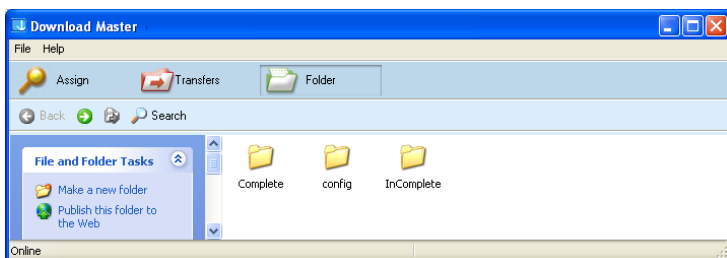 Download Master
File Help
Assign Transfers Folder
Back Search
File and Folder Tasks
Make a new folder
Publish this folder to
the Web
Complete config InComplete
Online